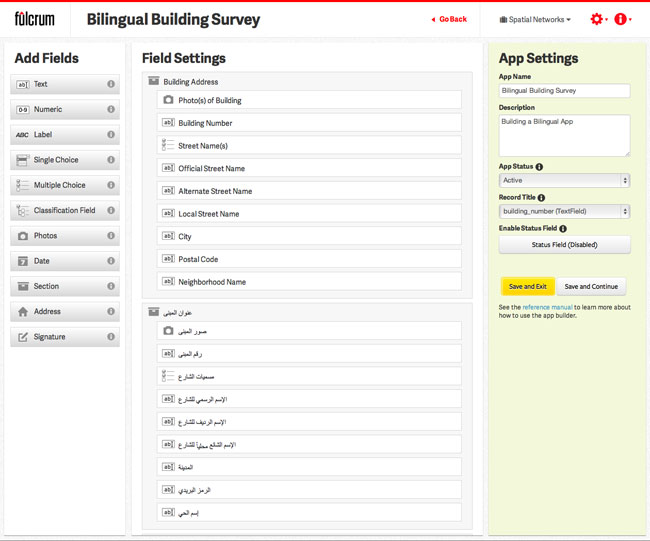 fulcrum
Bilingual Building Survey
Go Back
Spatial Networks
Add Fields
Text
Numeric
ABC Label
Single Choice
Multiple Choice
Classification Field
Photos
Date
Section
Address
Signature
Field Settings
Building Address
Photo(s) of Building
Building Number
Street Name(s)
Official Street Name
Alternate Street Name
Local Street Name
City
Postal Code
Neighborhood Name
عنوان المبنى
صور المبنى
رقم المبنى
مسميات الشارع
الإسم الرسمي للشارع
الإسم الرديف للشارع
الإسم الشائع محلياً للشارع
المدينة
الرمز البريدي
إسم الحي
App Settings
App Name
Bilingual Building Survey
Description
Building a Bilingual App
App Status
Active
Record Title
building_number (TextField)
Enable Status Field
Status Field (Disabled)
Save and Exit
Save and Continue
See the reference manual to learn more about
how to use the app builder.